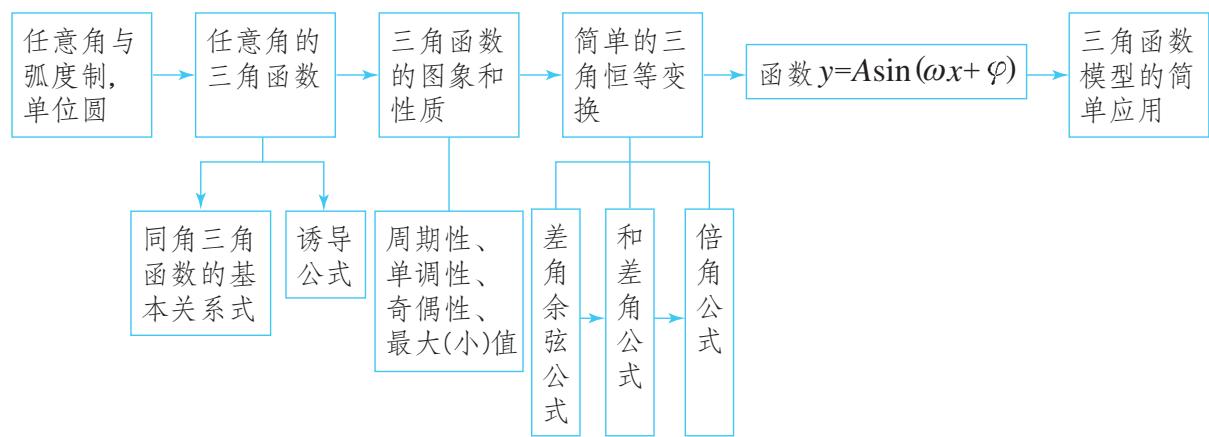 任意角与
弧度制,
单位圆
任意角的
三角函数
三角函数
的图象和
性质
简单的三
角恒等变
换
函数 y=Asin(ωx+φ)
三角函数
模型的简
单应用
同角三角
函数的基
本关系式
诱导
公式
周期性、
单调性、
奇偶性、
最大(小)值
差角余弦公式
和差角公式
倍角公式